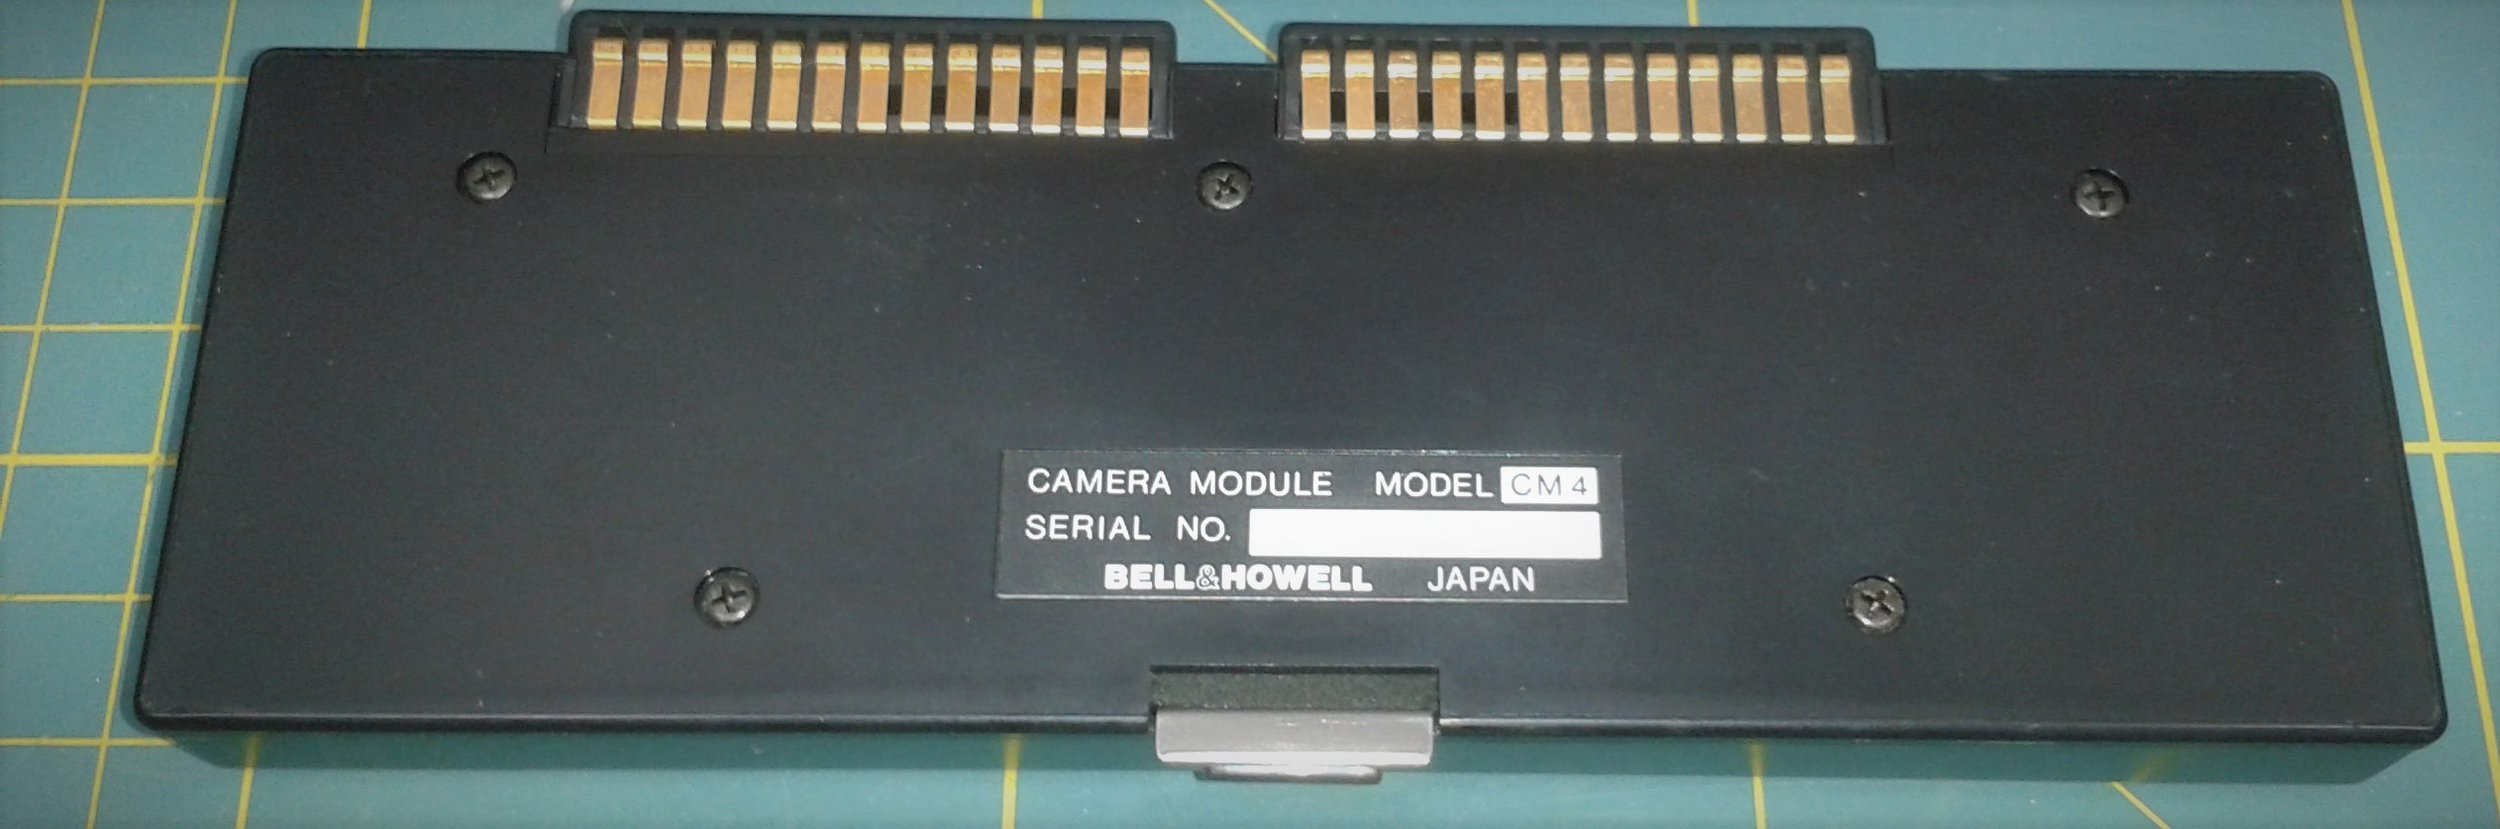 CAMERA MODULE MODEL CM4
SERIAL NO.
BELL&HOWELL JAPAN